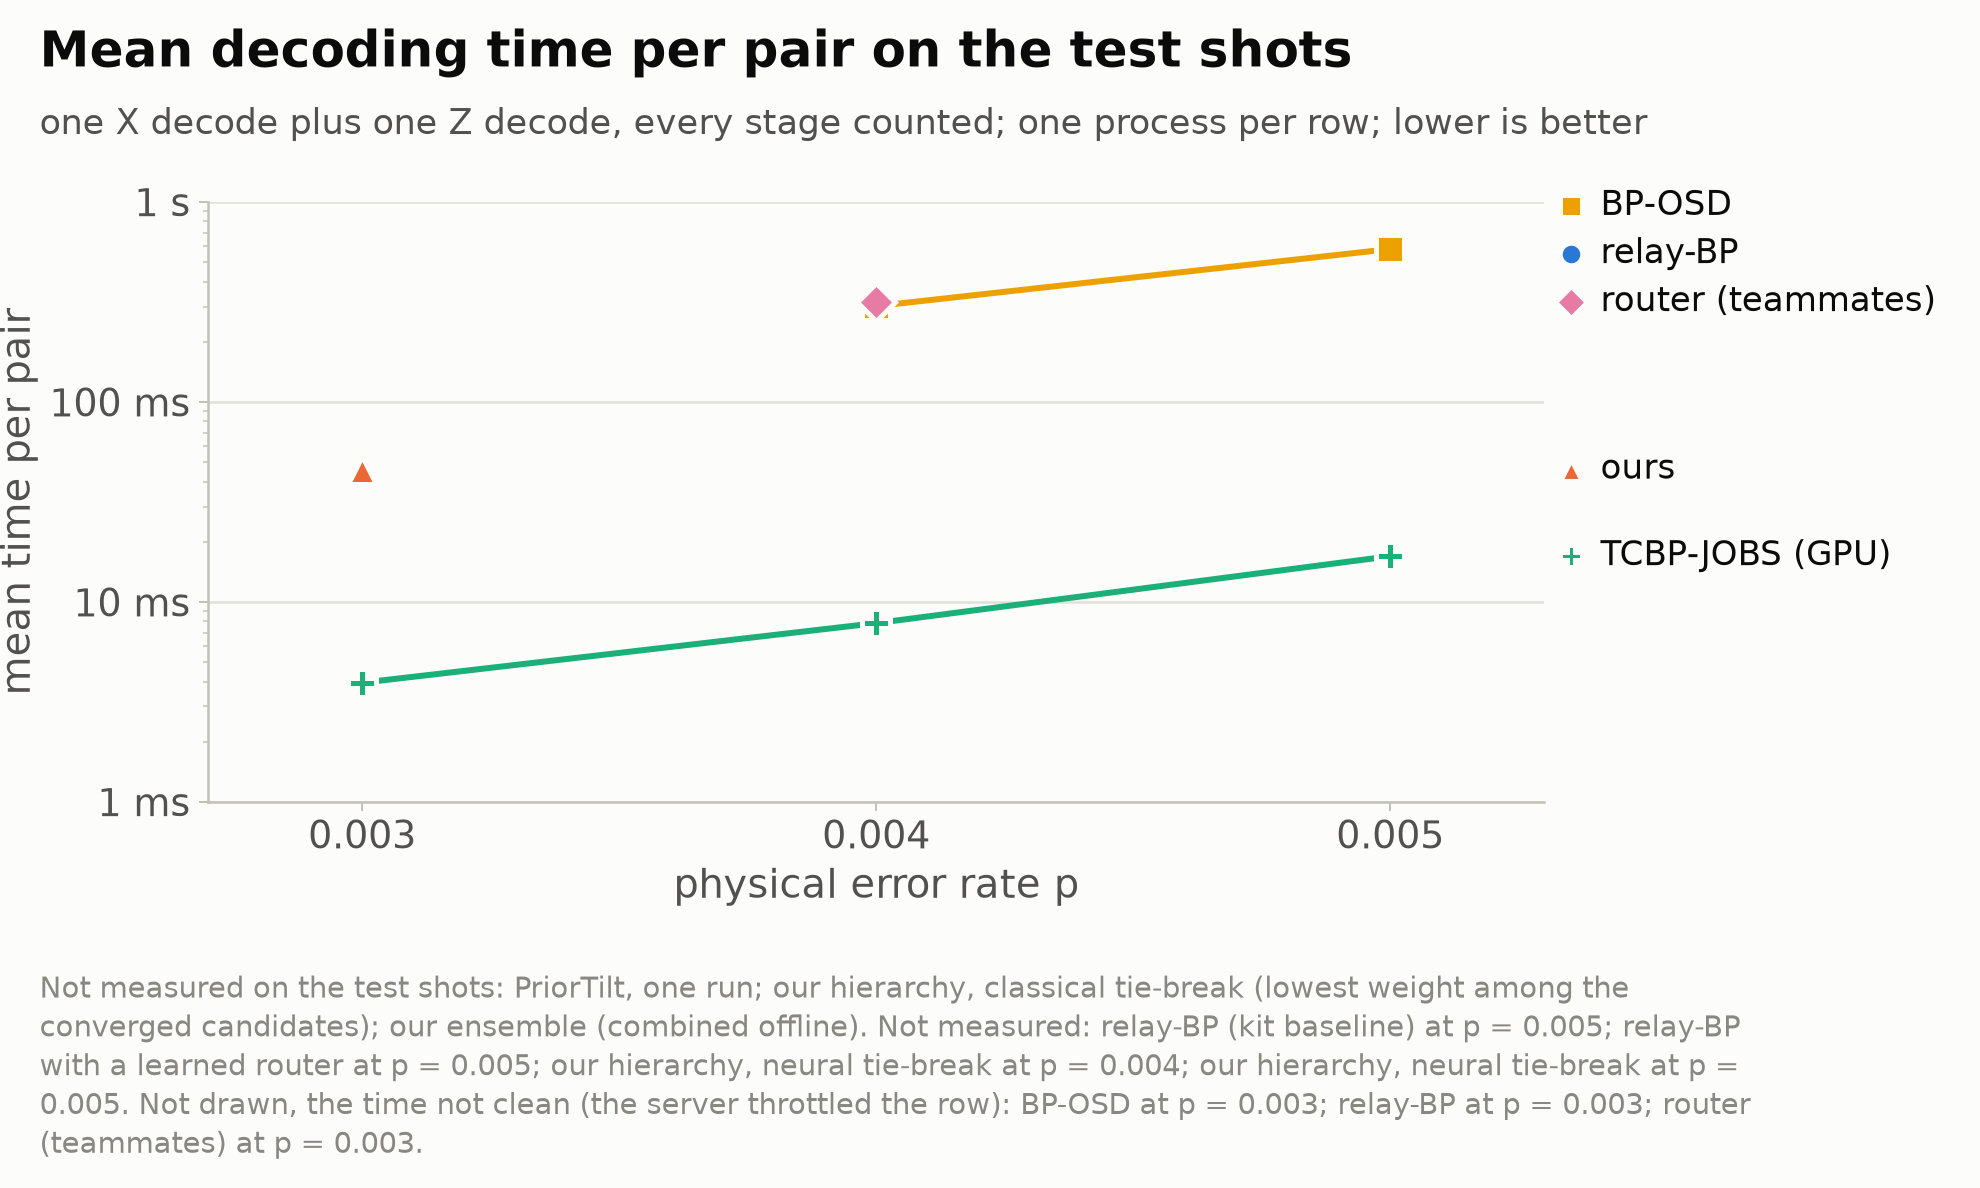 Mean decoding time per pair on the test shots
one X decode plus one Z decode, every stage counted; one process per row; lower is better
mean time per pair
1 s
100 ms
10 ms
1 ms
0.003
0.004
0.005
physical error rate p
BP-OSD
relay-BP
router (teammates)
ours
TCBP-JOBS (GPU)
Not measured on the test shots: PriorTilt, one run; our hierarchy, classical tie-break (lowest weight among the
converged candidates); our ensemble (combined offline). Not measured: relay-BP (kit baseline) at p = 0.005; relay-BP
with a learned router at p = 0.005; our hierarchy, neural tie-break at p = 0.004; our hierarchy, neural tie-break at p =
0.005. Not drawn, the time not clean (the server throttled the row): BP-OSD at p = 0.003; relay-BP at p = 0.003; router
(teammates) at p = 0.003.